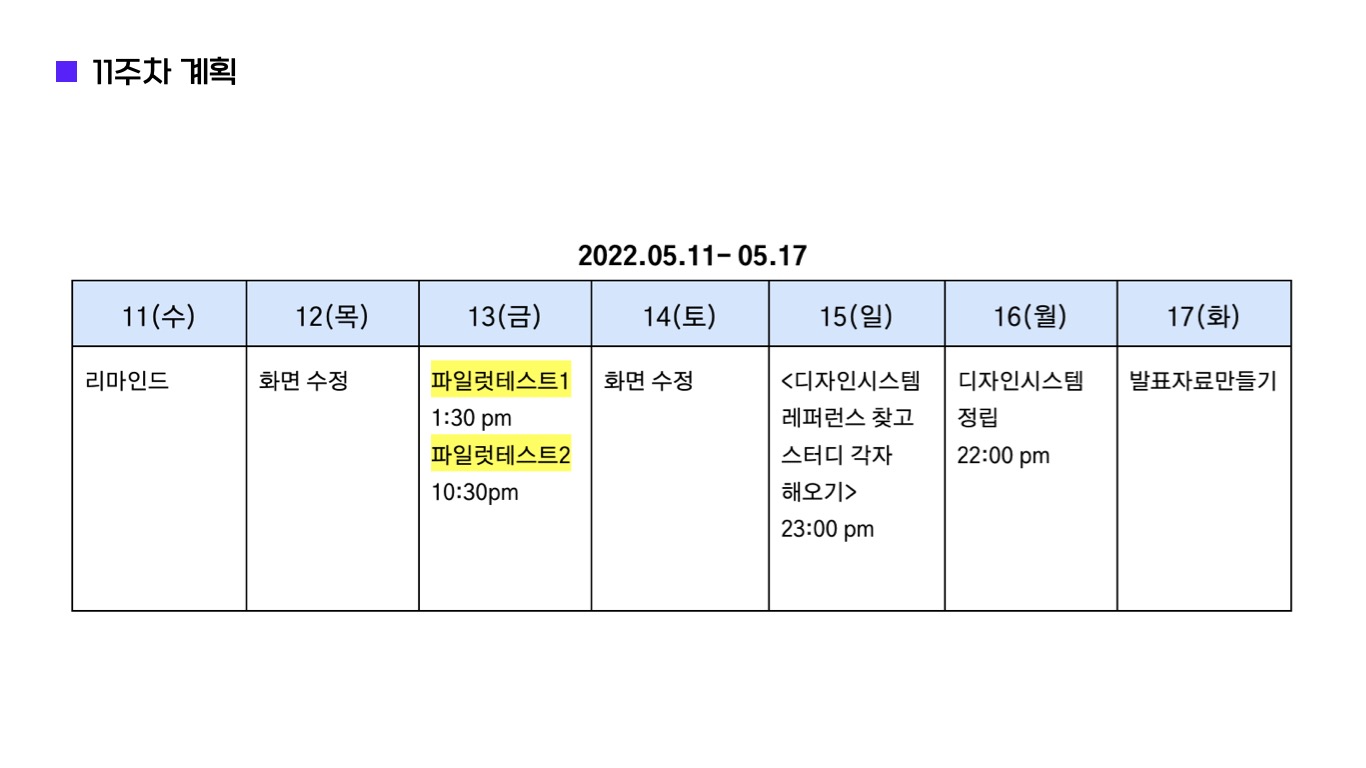 11주차 계획
2022.05.11- 05.17
11(수)
12(목)
13(금)
14(토)
15(일)
16(월)
17(화)
리마인드
화면 수정
파일럿테스트1
1:30 pm
파일럿테스트2
10:30pm
화면 수정
<디자인시스템
레퍼런스 찾고
스터디 각자
해오기>
23:00 pm
디자인시스템
정립
22:00 pm
발표자료만들기